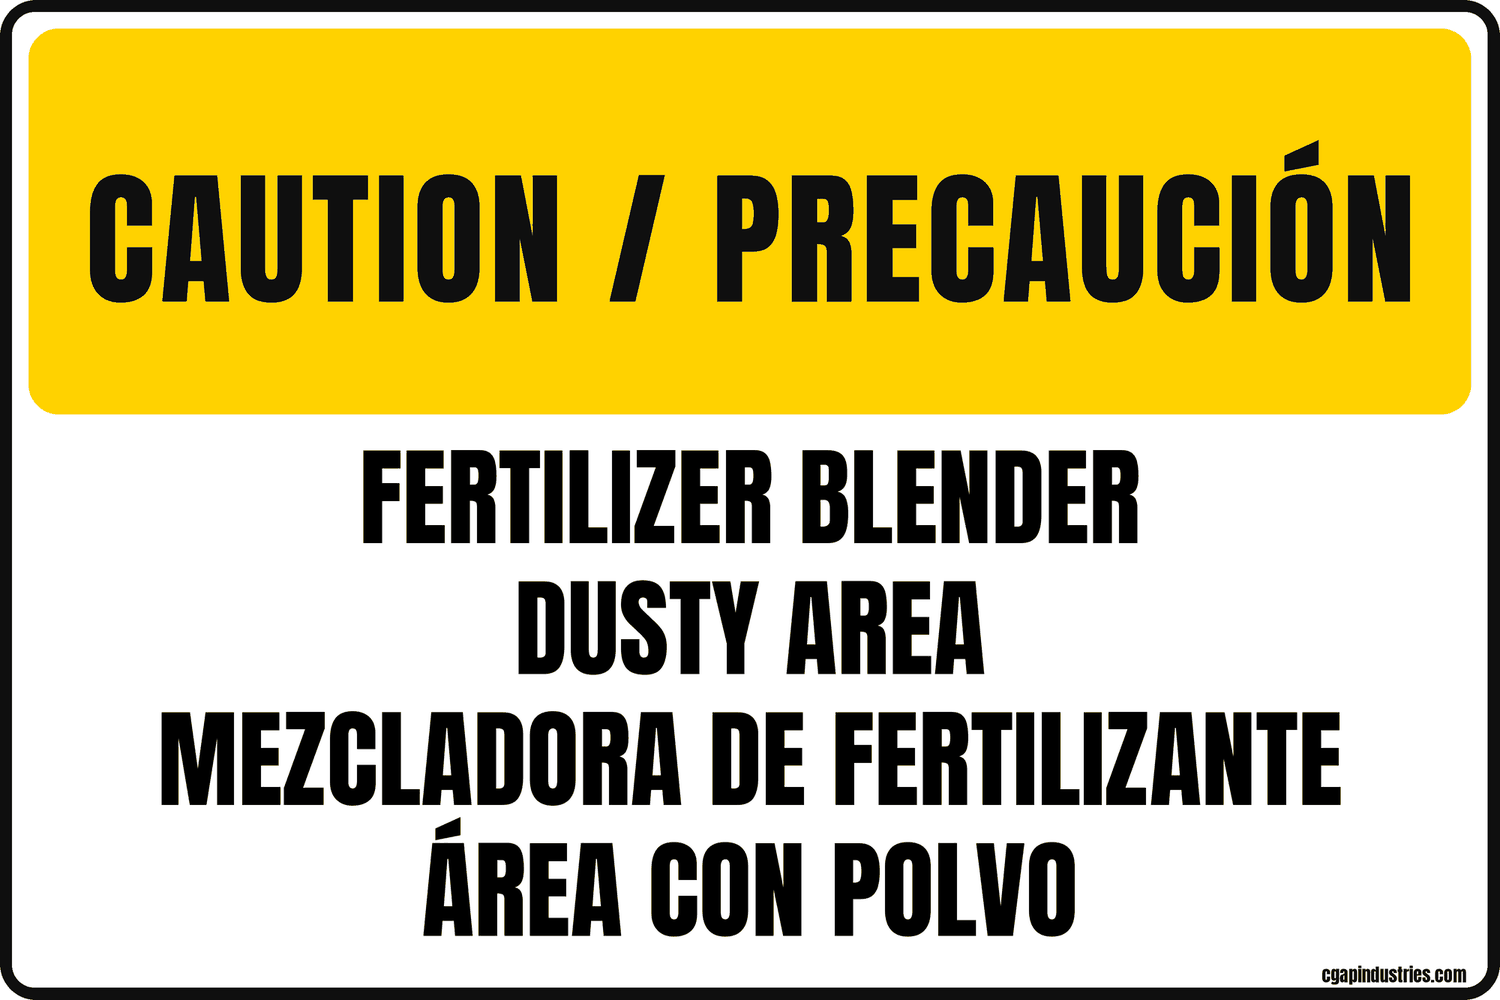 CAUTION / PRECAUCIÓN
FERTILIZER BLENDER
DUSTY AREA
MEZCLADORA DE FERTILIZANTE
ÁREA CON POLVO
cgapindustries.com